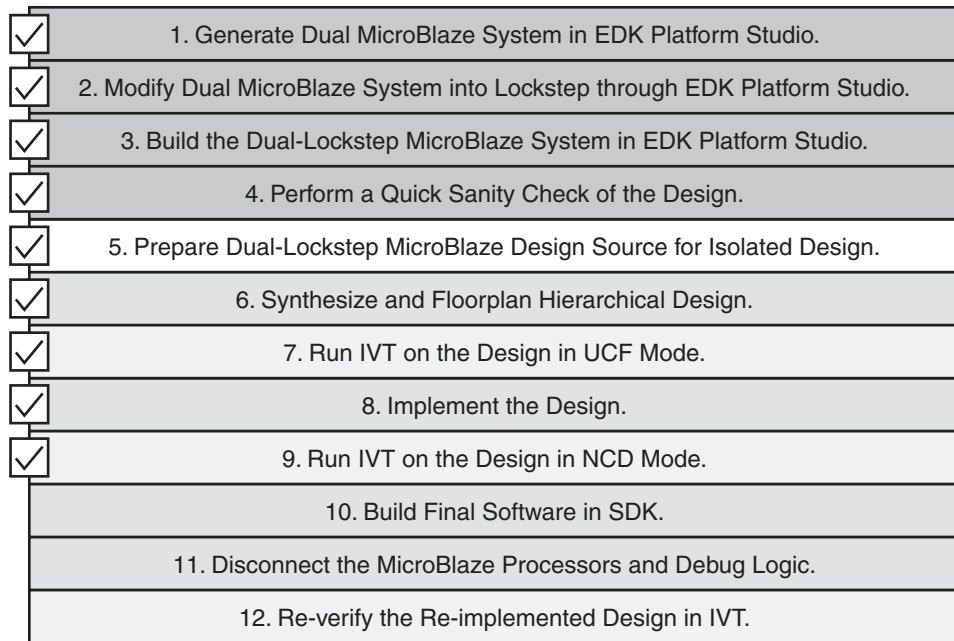 1. Generate Dual MicroBlaze System in EDK Platform Studio.
2. Modify Dual MicroBlaze System into Lockstep through EDK Platform Studio.
3. Build the Dual-Lockstep MicroBlaze System in EDK Platform Studio.
4. Perform a Quick Sanity Check of the Design.
5. Prepare Dual-Lockstep MicroBlaze Design Source for Isolated Design.
6. Synthesize and Floorplan Hierarchical Design.
7. Run IVT on the Design in UCF Mode.
8. Implement the Design.
9. Run IVT on the Design in NCD Mode.
10. Build Final Software in SDK.
11. Disconnect the MicroBlaze Processors and Debug Logic.
12. Re-verify the Re-implemented Design in IVT.